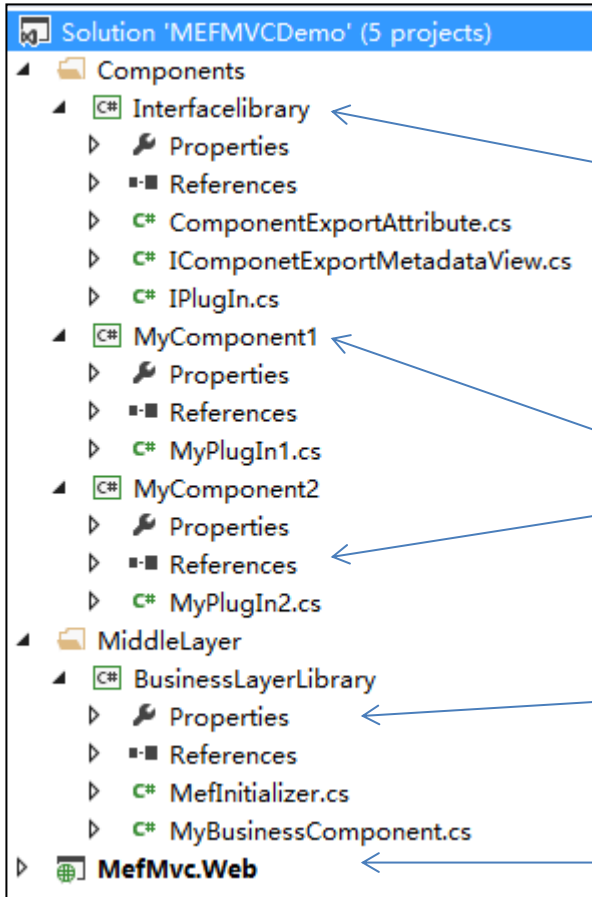 Solution 'MEFMVCDemo' (5 projects)
Components
C# Interfacelibrary
Properties
References
C# ComponentExportAttribute.cs
C# IComponetExportMetadataView.cs
C# IPlugIn.cs
C# MyComponent1
Properties
References
C# MyPlugIn1.cs
C# MyComponent2
Properties
References
C# MyPlugIn2.cs
MiddleLayer
C# BusinessLayerLibrary
Properties
References
C# MefInitializer.cs
C# MyBusinessComponent.cs
MefMvc.Web